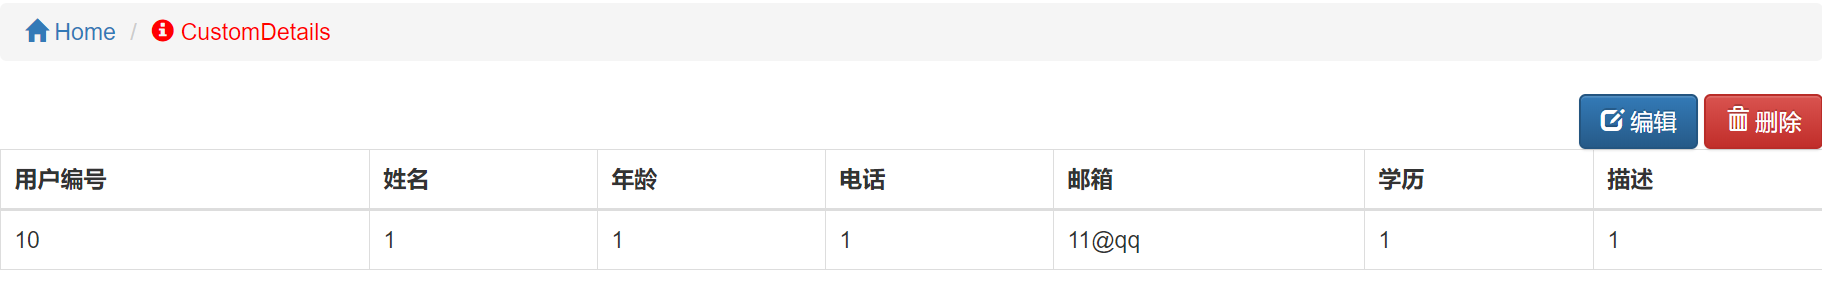 Home / CustomDetails
编辑 删除
用户编号 姓名 年龄 电话 邮箱 学历 描述
10 1 1 1 11@qq 1 1